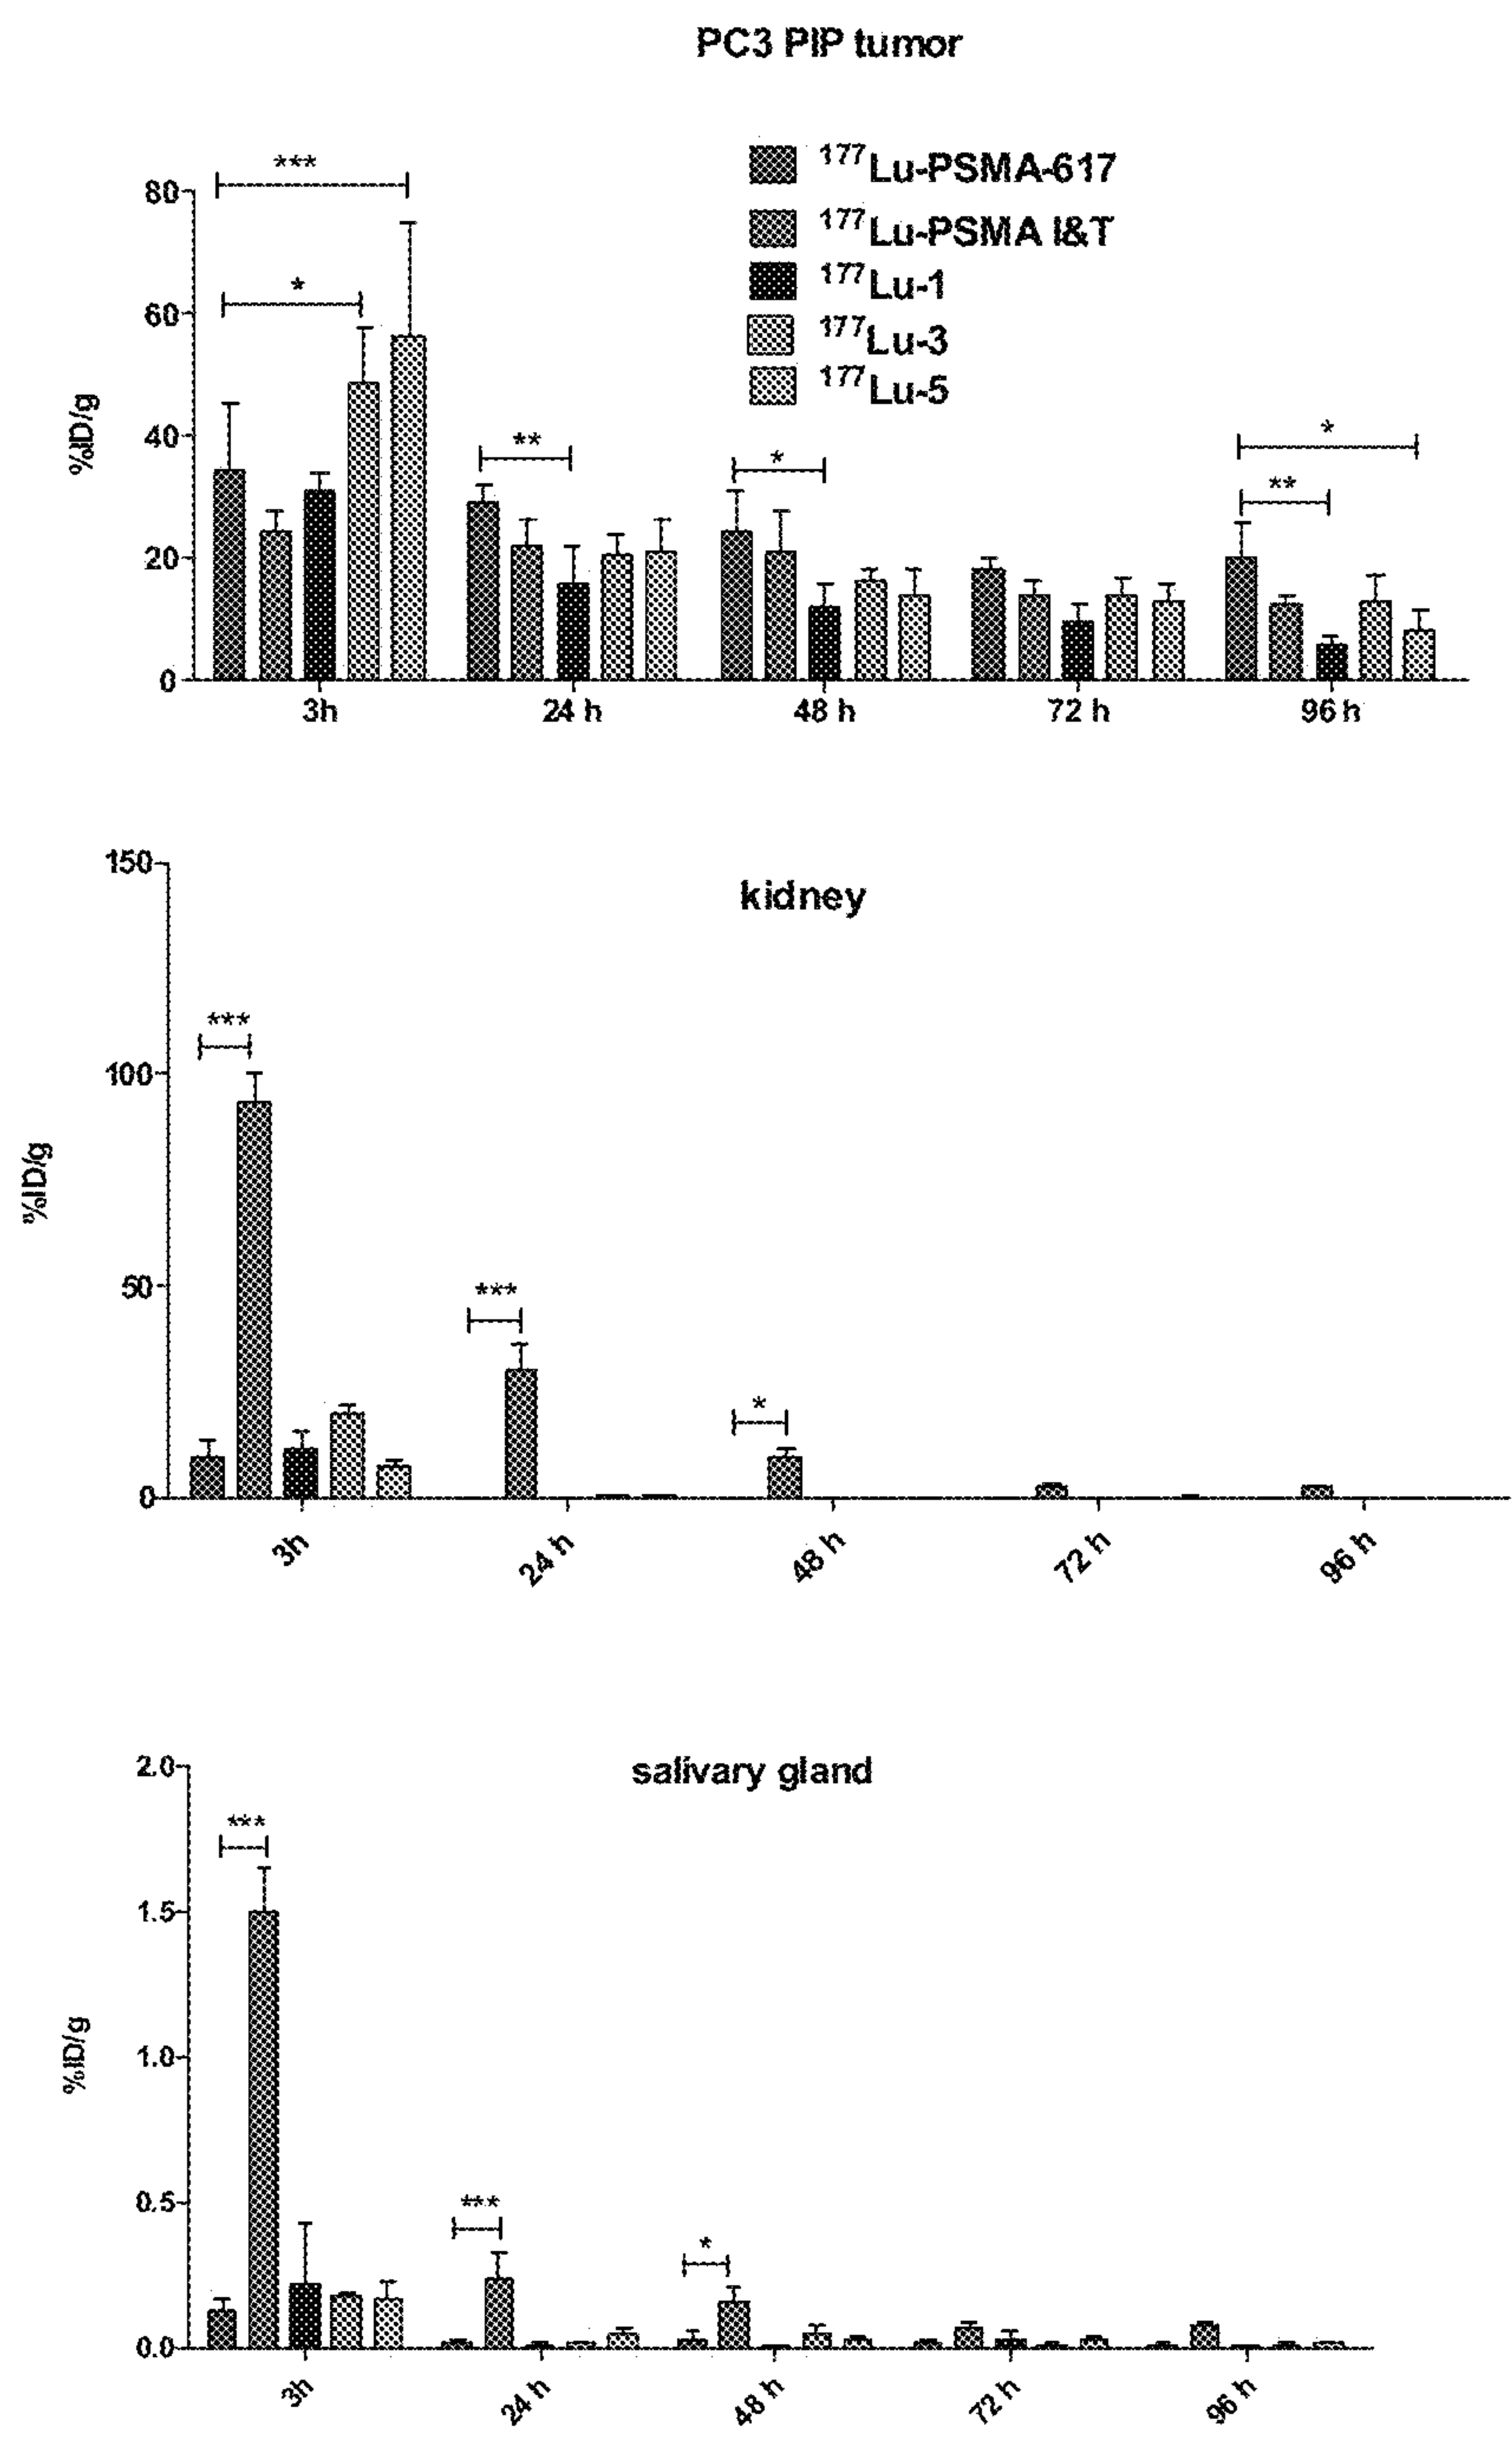 PC3 PIP tumor
***
80
177Lu-PSMA-617
177Lu-PSMA I&T
177Lu-1
177Lu-3
177Lu-5
*
60
%ID/g
40
**
*
*
**
20
0
3h 24 h 48 h 72 h 96 h
150
kidney
***
100
%ID/g
50
***
*
0
3h 24 h 48 h 72 h 96 h
2.0
salivary gland
***
1.5
%ID/g
1.0
0.5
***
*
0.0
3h 24 h 48 h 72 h 96 h